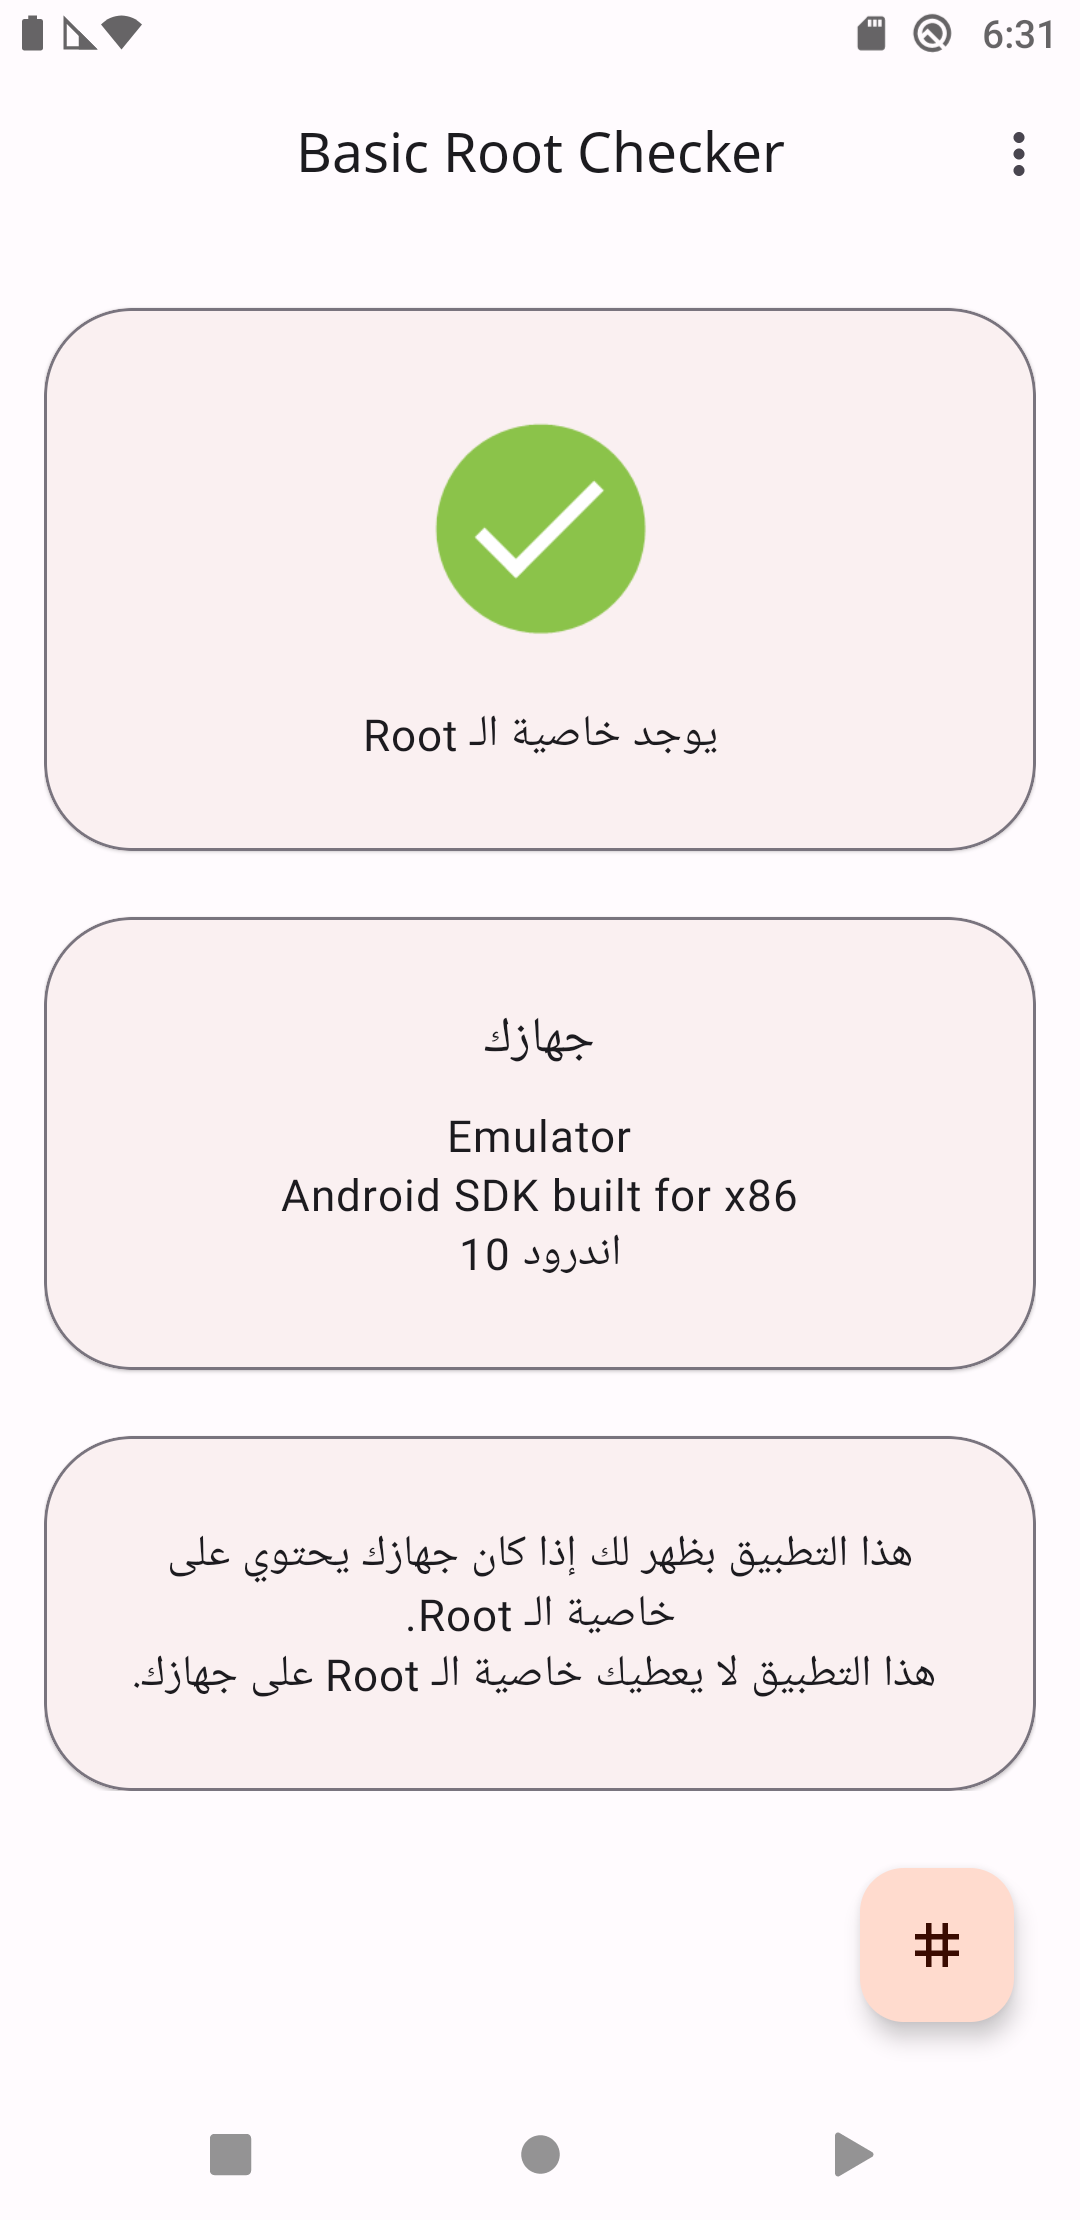 6:31
Basic Root Checker
يوجد خاصية الـ Root
جهازك
Emulator
Android SDK built for x86
اندرود 10
هذا التطبيق بظهر لك إذا كان جهازك يحتوي على
خاصية الـ Root.
هذا التطبيق لا يعطيك خاصية الـ Root على جهازك.